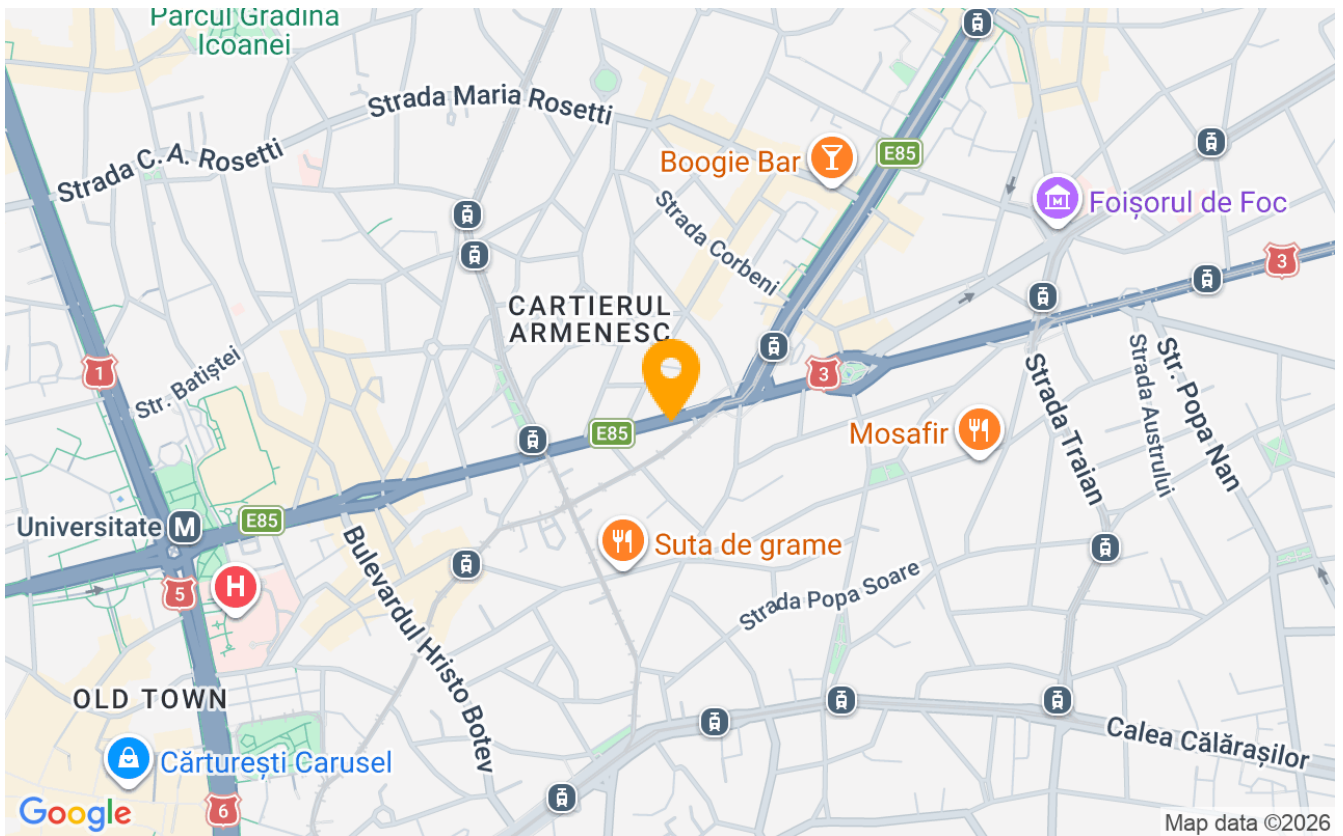 Parcul Grădina
Icoanei
Strada Maria Rosetti
Strada C. A. Rosetti
Boogie Bar
E85
Foișorul de Foc
Strada Corbeni
3
CARTIERUL
ARMENESC
1
Str. Batiștei
3
Strada Traian
Strada Austrului
Str. Popa Nan
E85
Mosafir
Universitate
M
E85
Suta de grame
H
5
Bulevardul Hristo Botev
Strada Popa Soare
OLD TOWN
Cărturești Carusel
Calea Călărașilor
Google
6
Map data ©2026